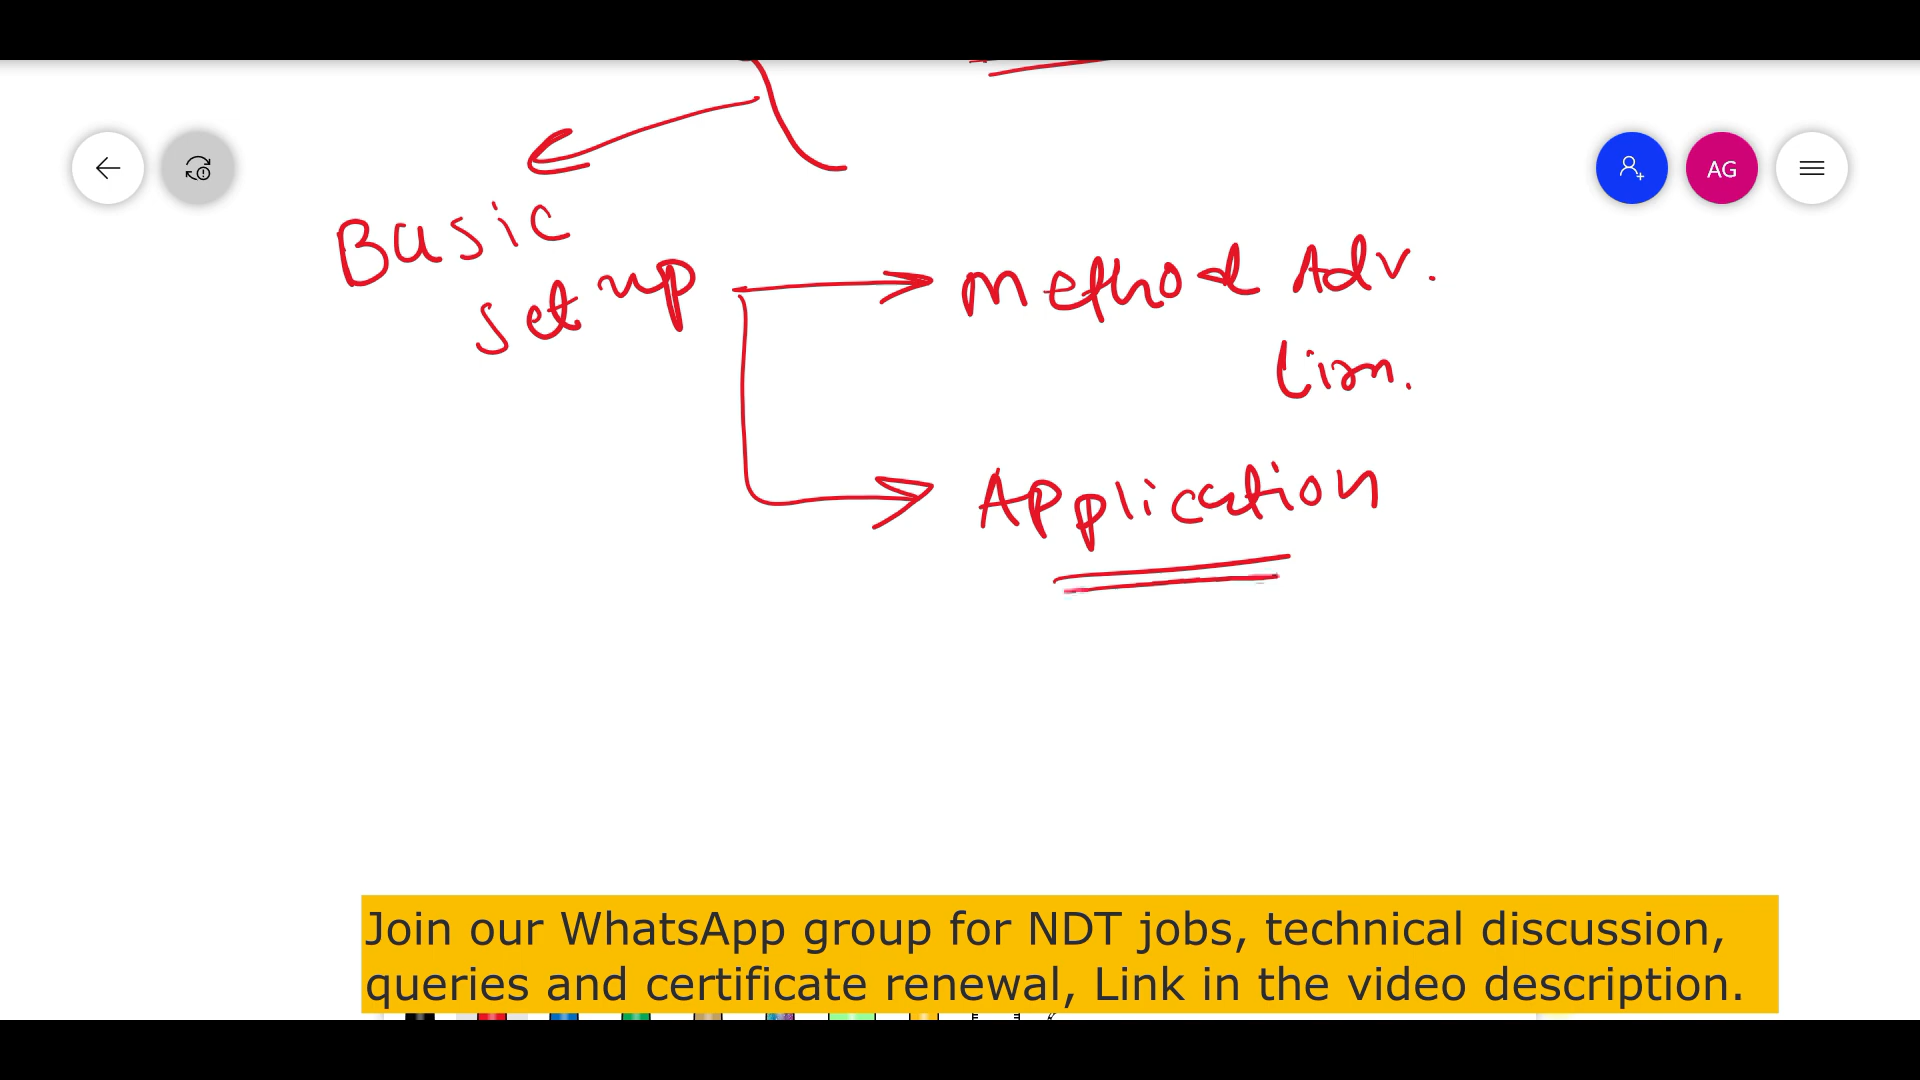 AG
Basic
set up
Method Adv.
Lim.
Application
Join our WhatsApp group for NDT jobs, technical discussion,
queries and certificate renewal, Link in the video description.